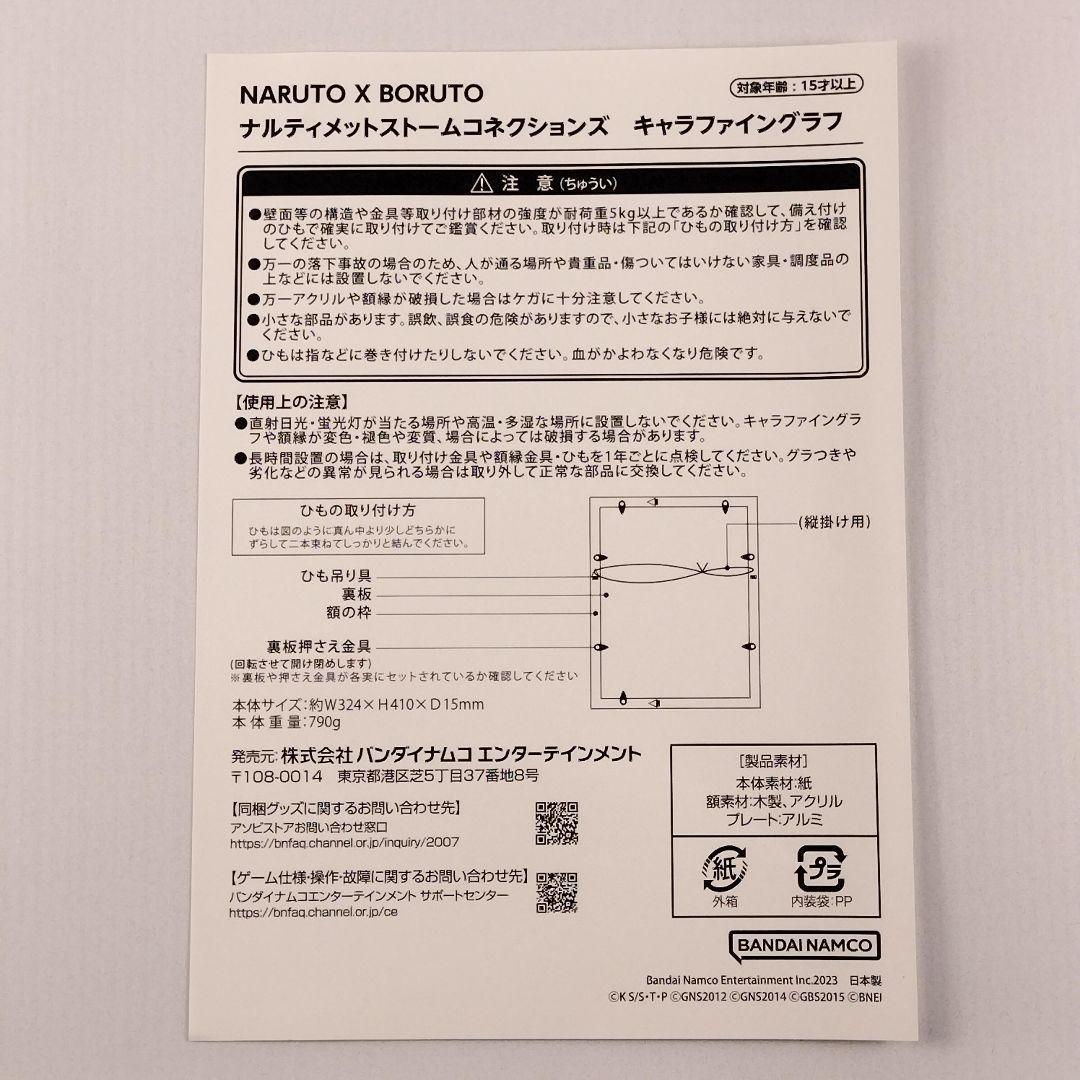 NARUTO X BORUTO
対象年齢：15才以上
ナルティメットストームコネクションズ　キャラファイングラフ
⚠ 注　意（ちゅうい）
●壁面等の構造や金具等取り付け部材の強度が耐荷重5kg以上であるか確認して、備え付け
のひもで確実に取り付けてご鑑賞ください。取り付け時は下記の「ひもの取り付け方」を確認
してください。
●万一の落下事故の場合のため、人が通る場所や貴重品・傷ついてはいけない家具・調度品の
上などには設置しないでください。
●万一アクリルや額縁が破損した場合はケガに十分注意してください。
●小さな部品があります。誤飲、誤食の危険がありますので、小さなお子様には絶対に与えないで
ください。
●ひもは指などに巻き付けたりしないでください。血がかよわなくなり危険です。
【使用上の注意】
●直射日光・蛍光灯が当たる場所や高温・多湿な場所に設置しないでください。キャラファイングラ
フや額縁が変色・褪色や変質、場合によっては破損する場合があります。
●長時間設置の場合は、取り付け金具や額縁金具・ひもを1年ごとに点検してください。グラつきや
劣化などの異常が見られる場合は取り外して正常な部品に交換してください。
ひもの取り付け方
ひもは図のように真ん中より少しどちらかに
ずらして二本束ねてしっかりと結んでください。
（縦掛け用）
ひも吊り具
裏板
額の枠
裏板押さえ金具
（回転させて開け閉めします）
※裏板や押さえ金具が各実にセットされているか確認してください
本体サイズ：約W324×H410×D15mm
本体重量：790g
発売元：株式会社 バンダイナムコ エンターテインメント
〒108-0014　東京都港区芝5丁目37番地8号
【同梱グッズに関するお問い合わせ先】
アソビストアお問い合わせ窓口
https://bnfaq.channel.or.jp/inquiry/2007
【ゲーム仕様・操作・故障に関するお問い合わせ先】
バンダイナムコエンターテインメント サポートセンター
https://bnfaq.channel.or.jp/ce
［製品素材］
本体素材：紙
額素材：木製、アクリル
プレート：アルミ
紙
外箱
プラ
内装袋：PP
BANDAI NAMCO
Bandai Namco Entertainment Inc.2023　日本製
©K S/S・T・P ©GNS2012 ©GNS2014 ©GBS2015 ©BNEI